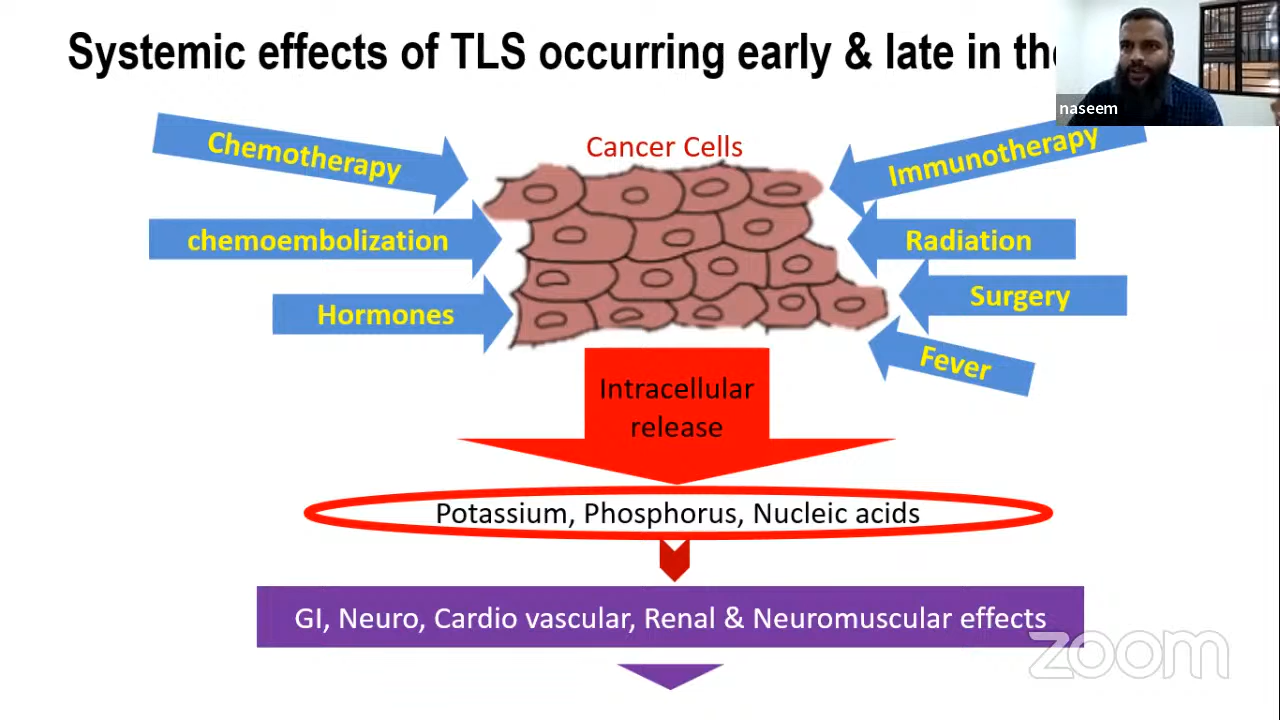 Systemic effects of TLS occurring early & late in the
naseem
Cancer Cells
Chemotherapy
Immunotherapy
chemoembolization
Radiation
Hormones
Surgery
Fever
Intracellular
release
Potassium, Phosphorus, Nucleic acids
GI, Neuro, Cardio vascular, Renal & Neuromuscular effects
zoom